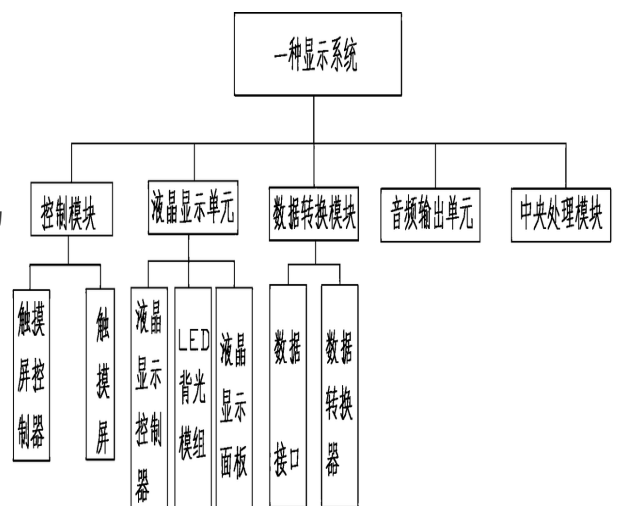 一种显示系统
控制模块
液晶显示单元
数据转换模块
音频输出单元
中央处理模块
触摸
屏控
制器
触
摸
屏
液晶
显示
控制
器
LED
背光
模组
液晶
显示
面板
数据
接口
数据
转换
器